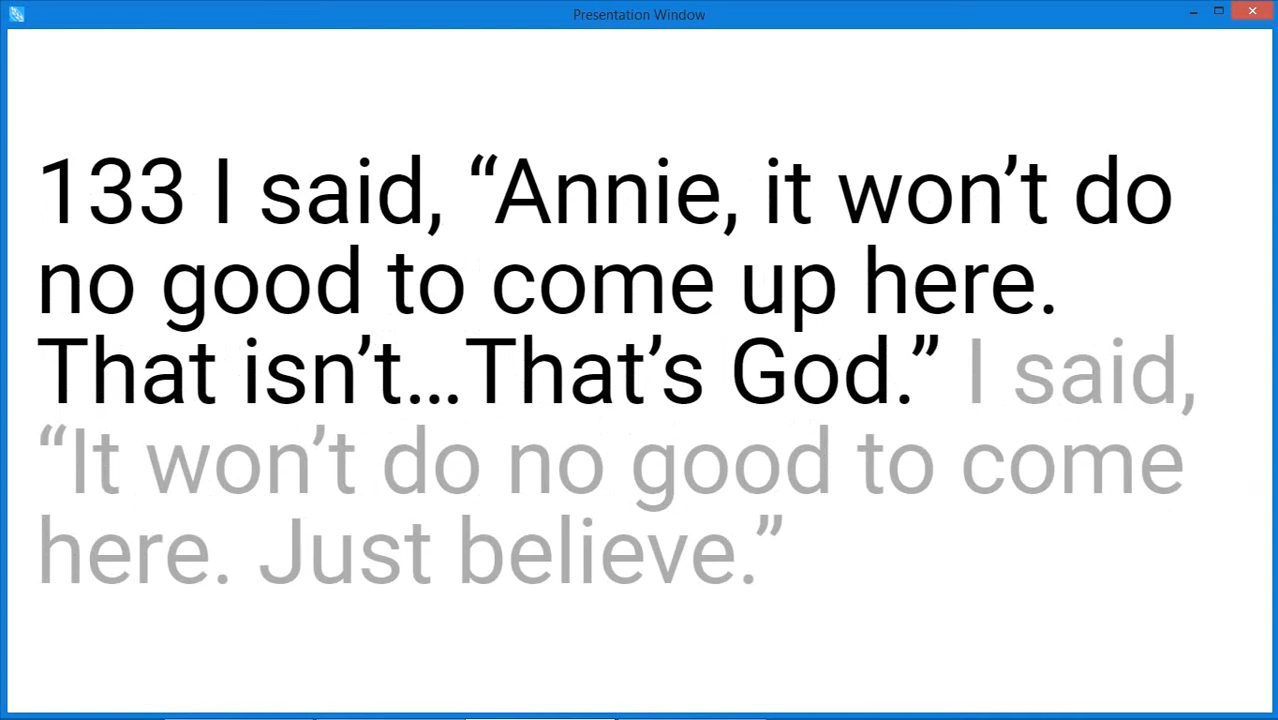 Presentation Window
133 I said, “Annie, it won’t do
no good to come up here.
That isn’t…That’s God.” I said,
“It won’t do no good to come
here. Just believe.”